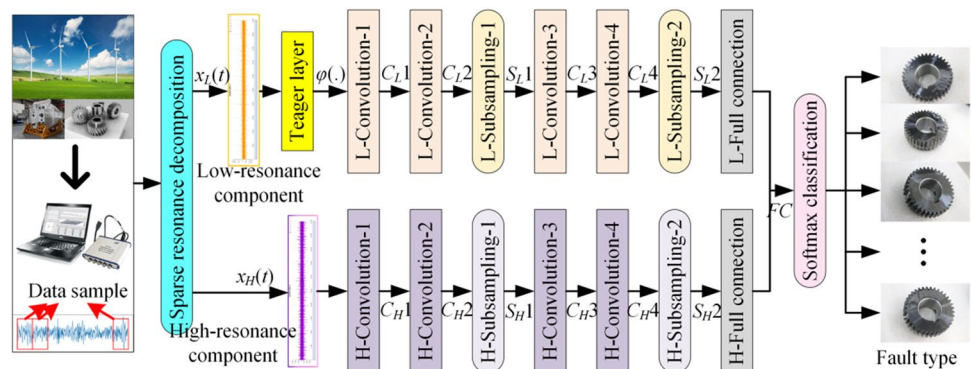 Data sample
Sparse resonance decomposition
x_L(t)
Low-resonance
component
Teager layer
φ(.)
L-Convolution-1
C_L1
L-Convolution-2
C_L2
L-Subsampling-1
S_L1
L-Convolution-3
C_L3
L-Convolution-4
C_L4
L-Subsampling-2
S_L2
L-Full connection
x_H(t)
High-resonance
component
H-Convolution-1
C_H1
H-Convolution-2
C_H2
H-Subsampling-1
S_H1
H-Convolution-3
C_H3
H-Convolution-4
C_H4
H-Subsampling-2
S_H2
H-Full connection
FC
Softmax classification
Fault type